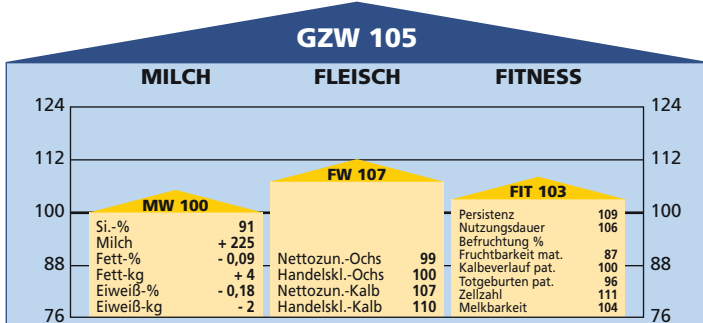 GZW 105
MILCH FLEISCH FITNESS
124 124
112 112
100 100
88 88
76 76
MW 100
Si.-% 91
Milch + 225
Fett-% - 0,09
Fett-kg + 4
Eiweiß-% - 0,18
Eiweiß-kg - 2
FW 107
Nettozun.-Ochs 99
Handelskl.-Ochs 100
Nettozun.-Kalb 107
Handelskl.-Kalb 110
FIT 103
Persistenz 109
Nutzungsdauer 106
Befruchtung %
Fruchtbarkeit mat. 87
Kalbeverlauf pat. 100
Totgeburten pat. 96
Zellzahl 111
Melkbarkeit 104